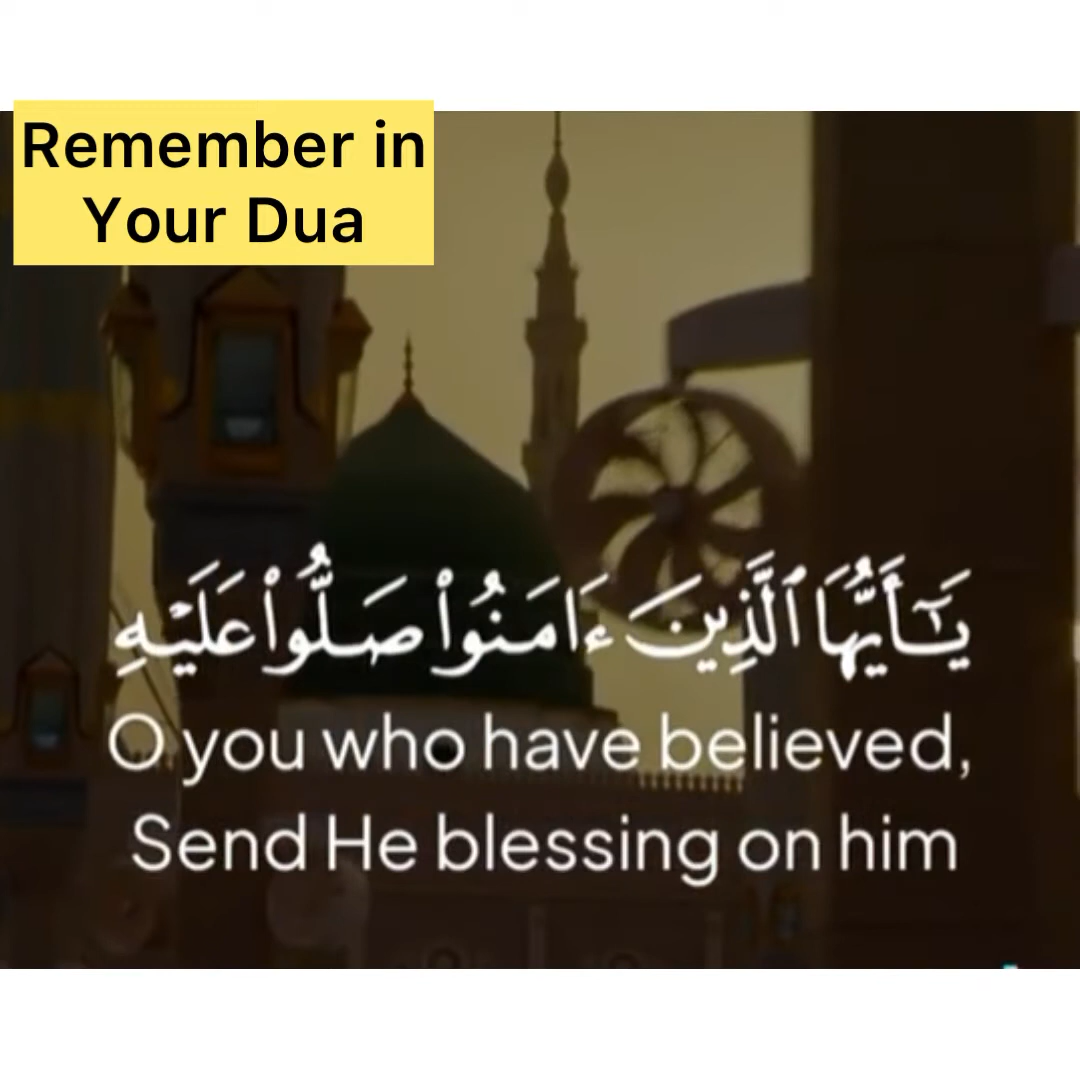 Remember in
Your Dua
يَـٰٓأَيُّهَا ٱلَّذِينَ ءَامَنُوا۟ صَلُّوا۟ عَلَيْهِ
O you who have believed,
Send He blessing on him